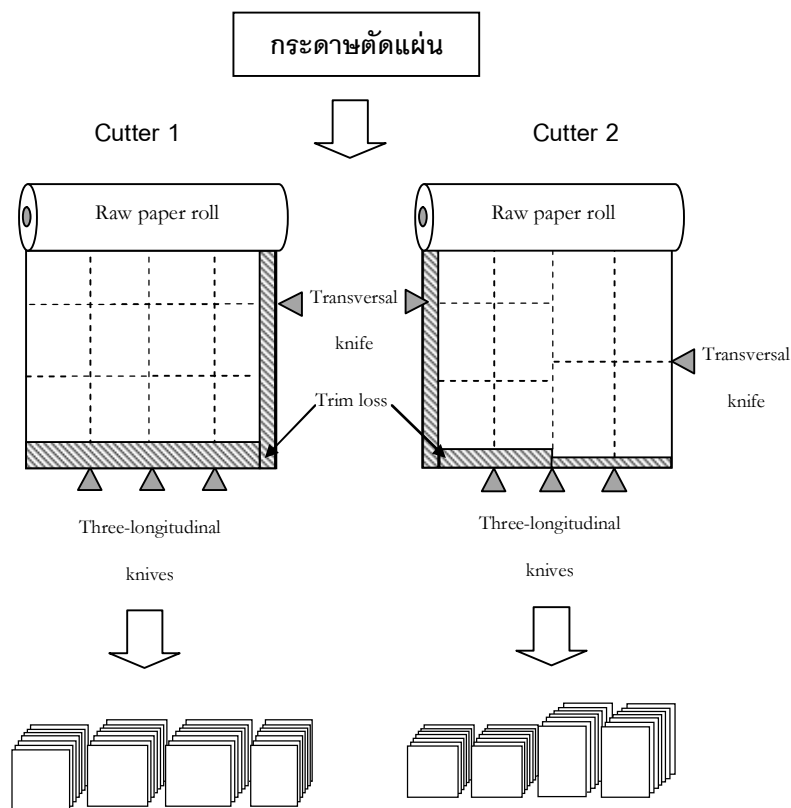 กระดาษตัดแผ่น
Cutter 1
Cutter 2
Raw paper roll
Raw paper roll
Transversal
knife
Transversal
knife
Trim loss
Three-longitudinal
knives
Three-longitudinal
knives